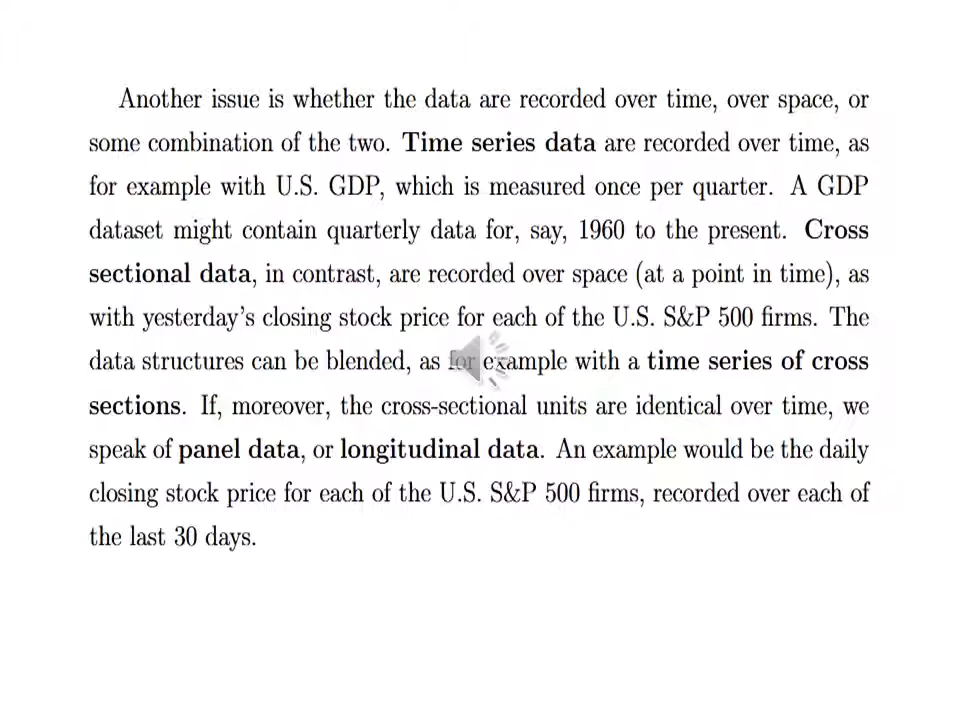 Another issue is whether the data are recorded over time, over space, or
some combination of the two. Time series data are recorded over time, as
for example with U.S. GDP, which is measured once per quarter. A GDP
dataset might contain quarterly data for, say, 1960 to the present. Cross
sectional data, in contrast, are recorded over space (at a point in time), as
with yesterday's closing stock price for each of the U.S. S&P 500 firms. The
data structures can be blended, as for example with a time series of cross
sections. If, moreover, the cross-sectional units are identical over time, we
speak of panel data, or longitudinal data. An example would be the daily
closing stock price for each of the U.S. S&P 500 firms, recorded over each of
the last 30 days.